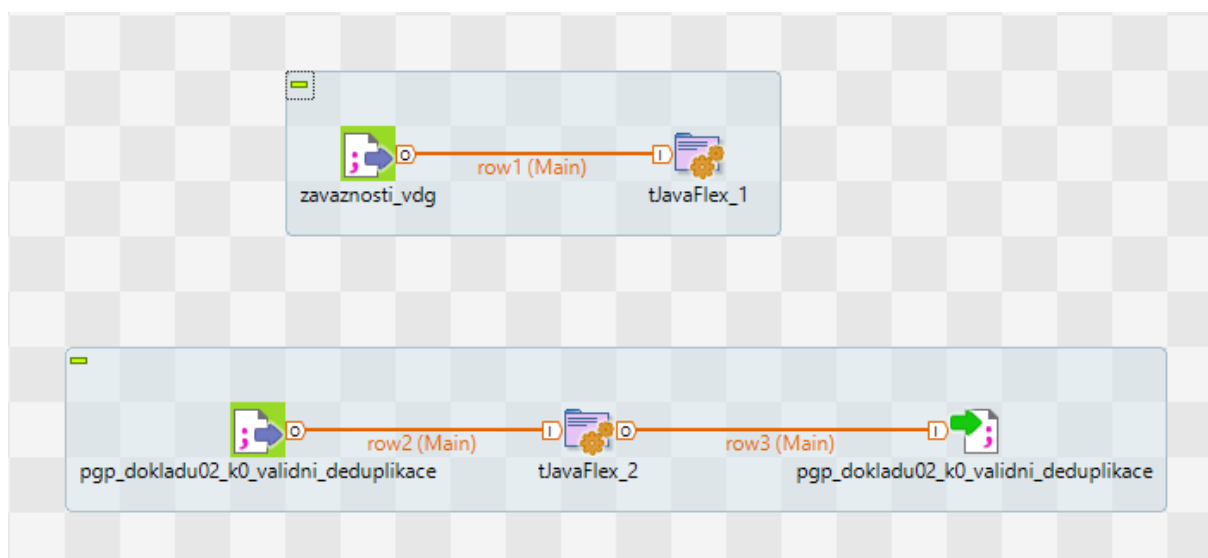 O
I
row1 (Main)
zavaznosti_vdg
tJavaFlex_1
O
I
O
I
row2 (Main)
row3 (Main)
pgp_dokladu02_k0_validni_deduplikace
tJavaFlex_2
pgp_dokladu02_k0_validni_deduplikace